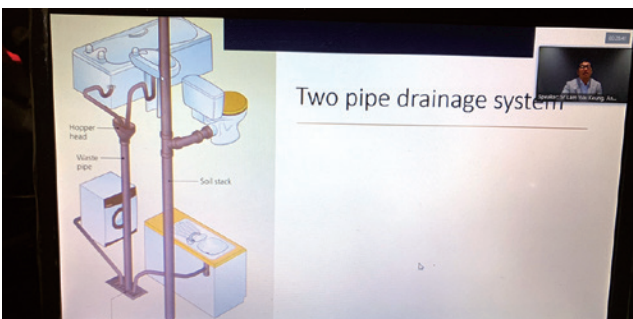 Two pipe drainage system
Hopper
head
Waste
pipe
Soil stack